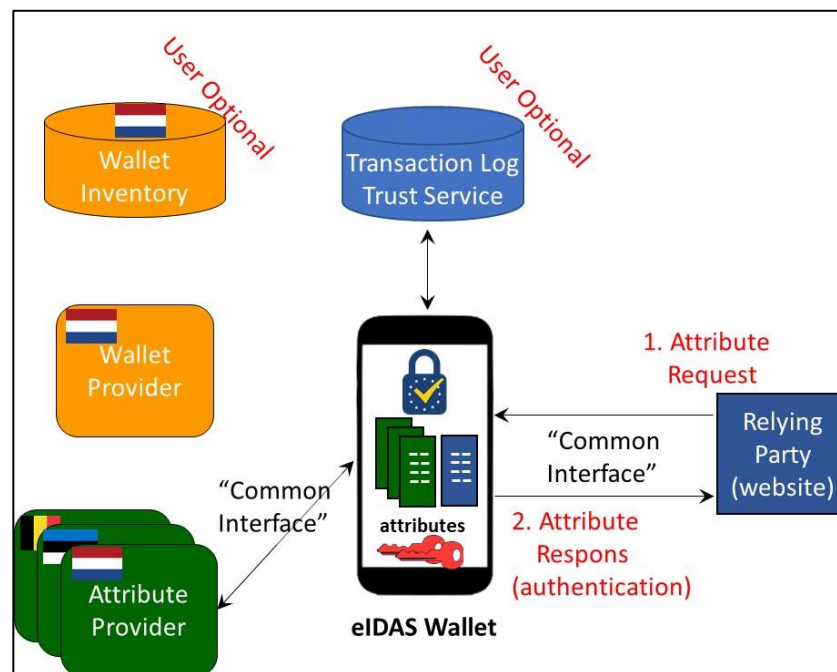 User Optional
Wallet
Inventory
User Optional
Transaction Log
Trust Service
Wallet
Provider
1. Attribute
Request
Relying
Party
(website)
“Common
Interface”
“Common
Interface”
attributes
2. Attribute
Respons
(authentication)
Attribute
Provider
eIDAS Wallet